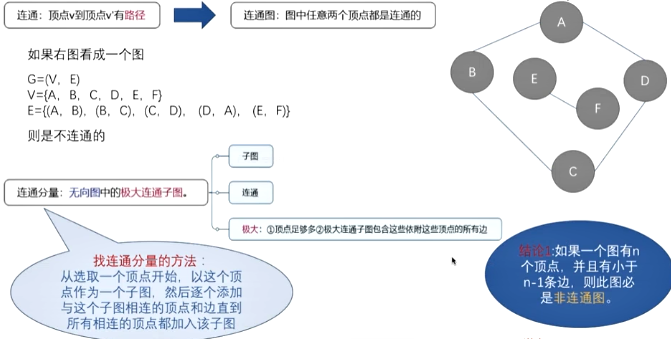 连通：顶点v到顶点v'有路径
连通图：图中任意两个顶点都是连通的
如果右图看成一个图
G=(V, E)
V={A, B, C, D, E, F}
E={(A, B), (B, C), (C, D), (D, A), (E, F)}
则是不连通的
A
B
E
D
F
C
子图
连通分量：无向图中的极大连通子图。
连通
极大：①顶点足够多②极大连通子图包含这些依附这些顶点的所有边
找连通分量的方法：
从选取一个顶点开始，以这个顶
点作为一个子图，然后逐个添加
与这个子图相连的顶点和边直到
所有相连的顶点都加入该子图
结论1:如果一个图有n
个顶点，并且有小于
n-1条边，则此图必
是非连通图。